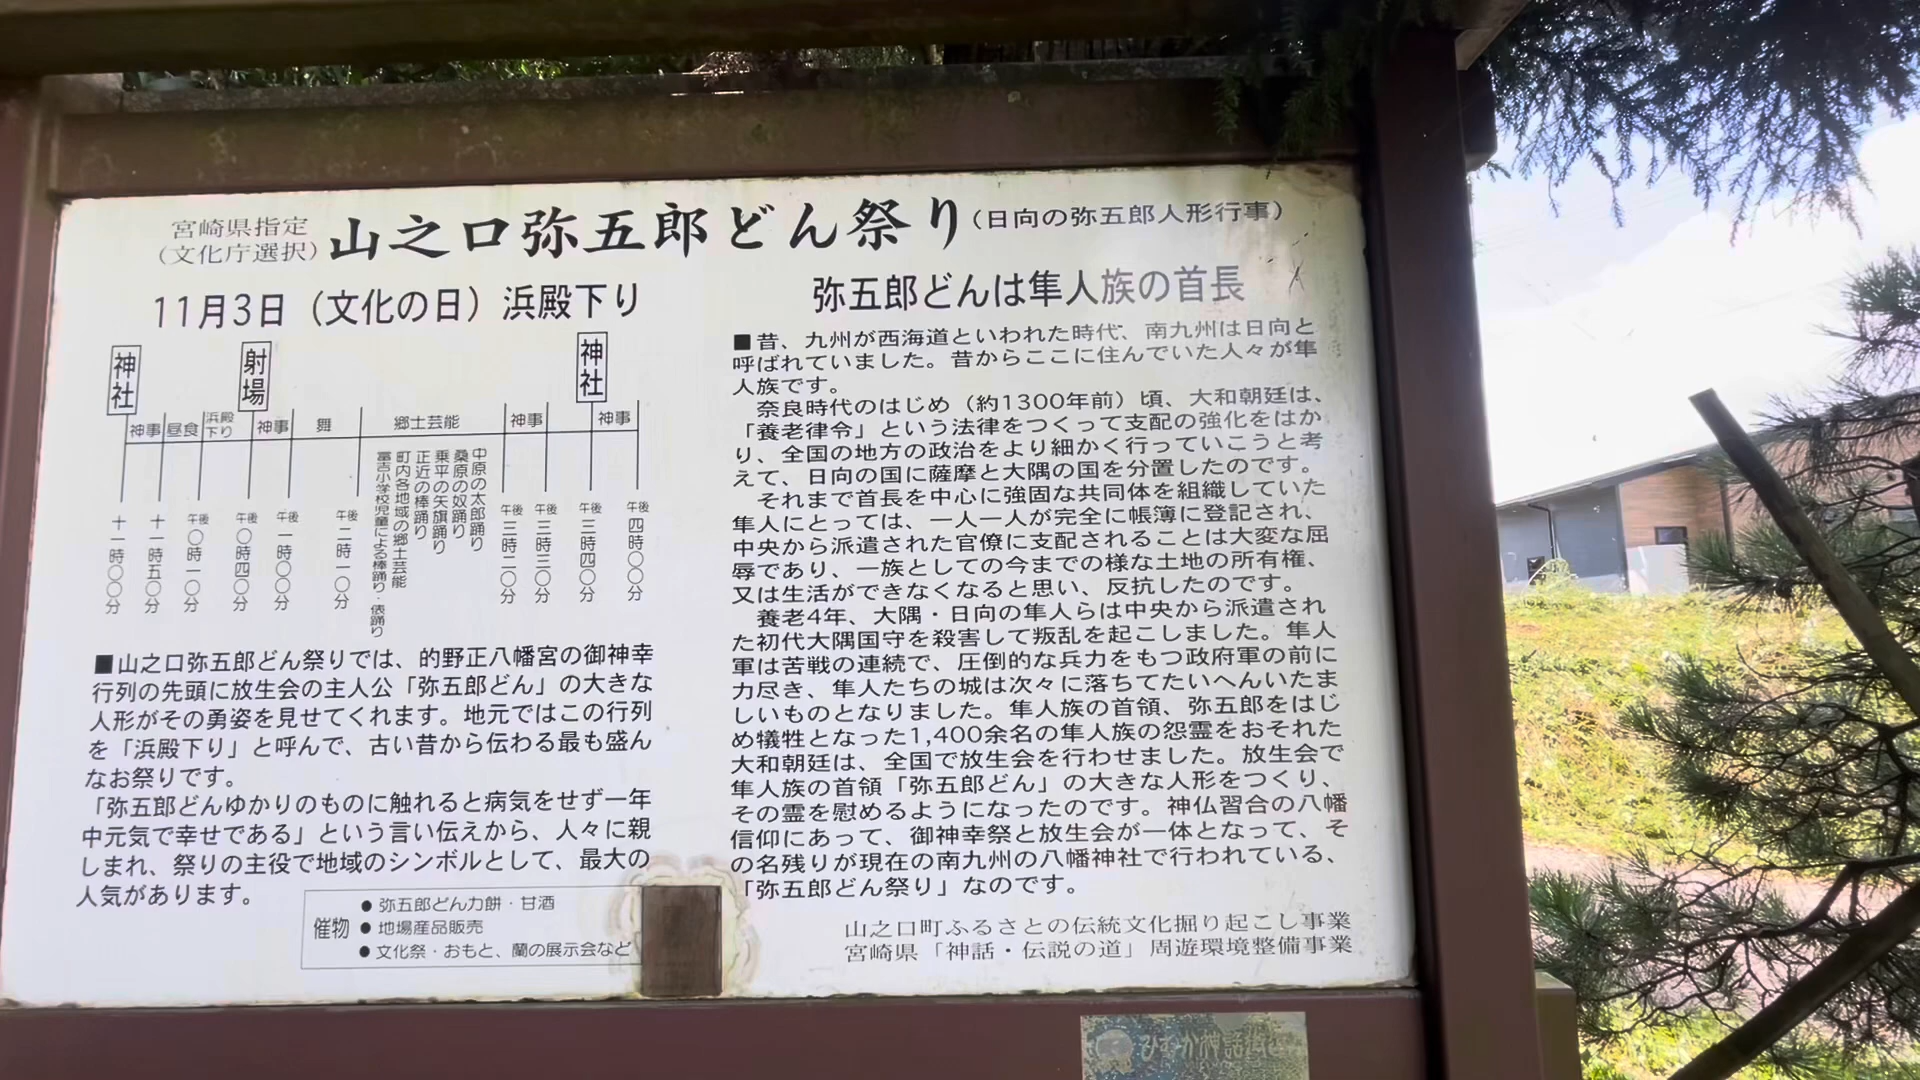 宮崎県指定
(文化庁選択)
山之口弥五郎どん祭り(日向の弥五郎人形行事)
11月3日(文化の日)浜殿下り
神社
射場
神社
神事
昼食
浜殿下り
神事
舞
郷土芸能
神事
神事
十一時〇〇分
十一時五〇分
午後〇時一〇分
午後〇時四〇分
午後一時〇〇分
午後二時一〇分
中原の太郎踊り
桑原の奴踊り
乗平の矢旗踊り
正近の棒踊り
町内各地域の郷土芸能
富吉小学校児童による棒踊り・俵踊り
午後三時二〇分
午後三時三〇分
午後三時四〇分
午後四時〇〇分
■山之口弥五郎どん祭りでは、的野正八幡宮の御神幸
行列の先頭に放生会の主人公「弥五郎どん」の大きな
人形がその勇姿を見せてくれます。地元ではこの行列
を「浜殿下り」と呼んで、古い昔から伝わる最も盛ん
なお祭りです。
「弥五郎どんゆかりのものに触れると病気をせず一年
中元気で幸せである」という言い伝えから、人々に親
しまれ、祭りの主役で地域のシンボルとして、最大の
人気があります。
催物
●弥五郎どん力餅・甘酒
●地場産品販売
●文化祭・おもと、蘭の展示会など
弥五郎どんは隼人族の首長
■昔、九州が西海道といわれた時代、南九州は日向と
呼ばれていました。昔からここに住んでいた人々が隼
人族です。
奈良時代のはじめ(約1300年前)頃、大和朝廷は、
「養老律令」という法律をつくって支配の強化をはか
り、全国の地方の政治をより細かく行っていこうと考
えて、日向の国に薩摩と大隅の国を分置したのです。
それまで首長を中心に強固な共同体を組織していた
隼人にとっては、一人一人が完全に帳簿に登記され、
中央から派遣された官僚に支配されることは大変な屈
辱であり、一族としての今までの様な土地の所有権、
又は生活ができなくなると思い、反抗したのです。
養老4年、大隅・日向の隼人らは中央から派遣され
た初代大隅国守を殺害して叛乱を起こしました。隼人
軍は苦戦の連続で、圧倒的な兵力をもつ政府軍の前に
力尽き、隼人たちの城は次々に落ちてたいへんいたま
しいものとなりました。隼人族の首領、弥五郎をはじ
め犠牲となった1,400余名の隼人族の怨霊をおそれた
大和朝廷は、全国で放生会を行わせました。放生会で
隼人族の首領「弥五郎どん」の大きな人形をつくり、
その霊を慰めるようになったのです。神仏習合の八幡
信仰にあって、御神幸祭と放生会が一体となって、そ
の名残りが現在の南九州の八幡神社で行われている、
「弥五郎どん祭り」なのです。
山之口町ふるさとの伝統文化掘り起こし事業
宮崎県「神話・伝説の道」周遊環境整備事業
ひむか神話街道